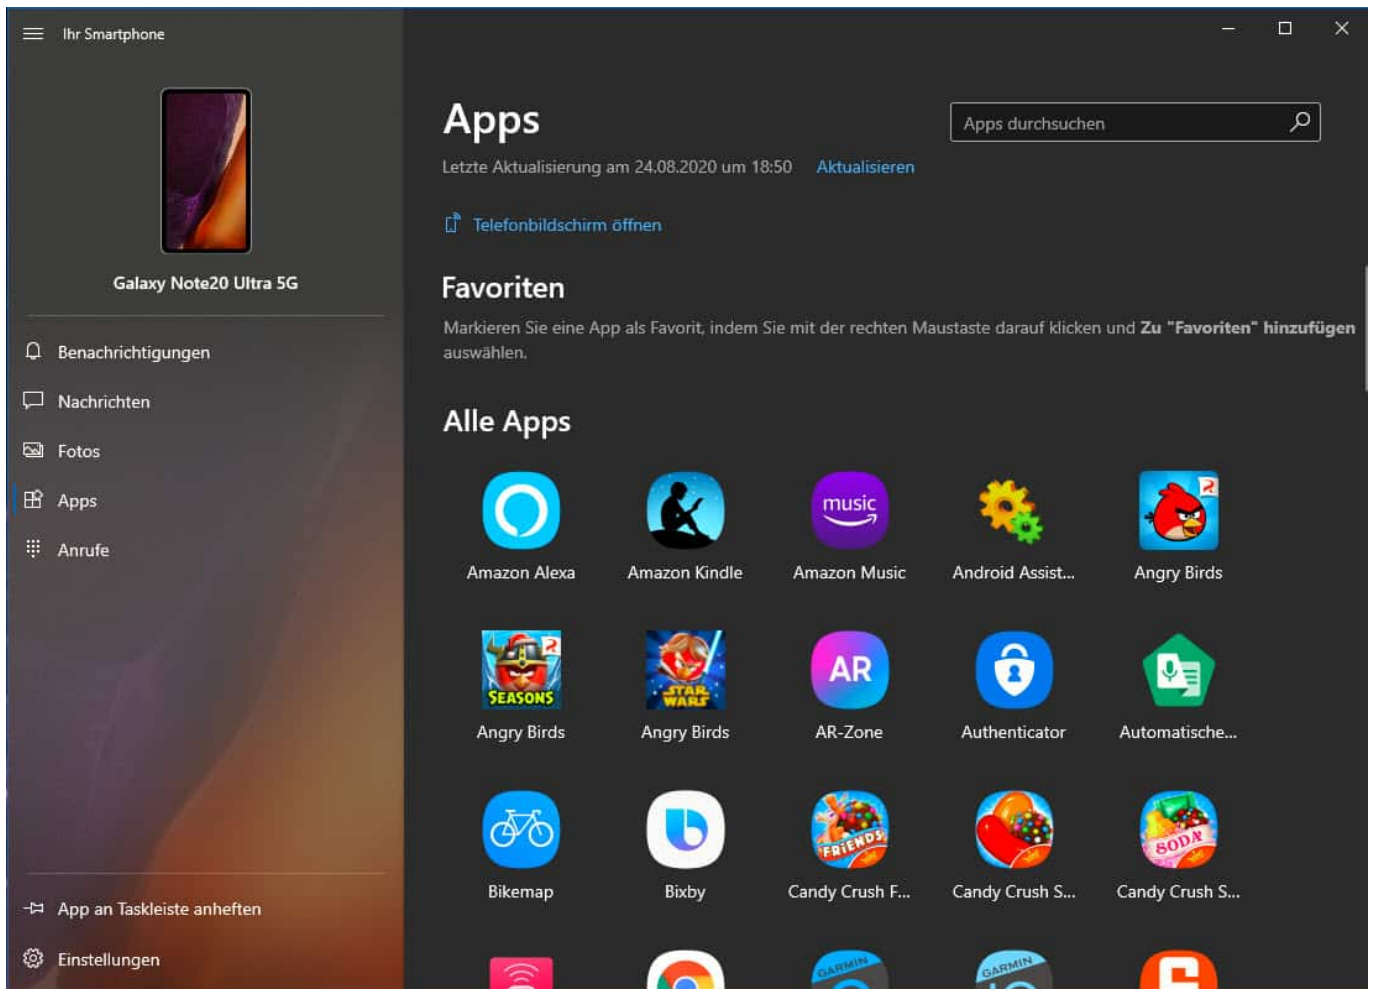 Ihr Smartphone
Galaxy Note20 Ultra 5G
Benachrichtigungen
Nachrichten
Fotos
Apps
Anrufe
App an Taskleiste anheften
Einstellungen
Apps
Apps durchsuchen
Letzte Aktualisierung am 24.08.2020 um 18:50 Aktualisieren
Telefonbildschirm öffnen
Favoriten
Markieren Sie eine App als Favorit, indem Sie mit der rechten Maustaste darauf klicken und Zu "Favoriten" hinzufügen
auswählen.
Alle Apps
music
Amazon Alexa Amazon Kindle Amazon Music Android Assist... Angry Birds
SEASONS STAR WARS AR
Angry Birds Angry Birds AR-Zone Authenticator Automatische...
FRIENDS SODA
Bikemap Bixby Candy Crush F... Candy Crush S... Candy Crush S...
GARMIN GARMIN